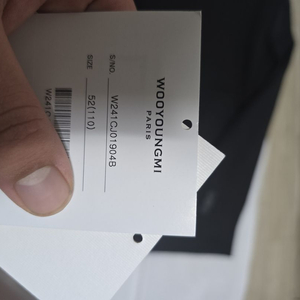 WOOYOUNGMI
PARIS
S/NO. W241CJ01904B
SIZE 52(110)